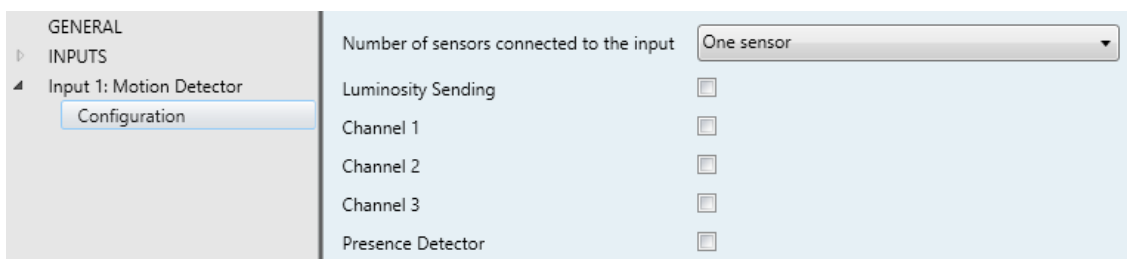 GENERAL
INPUTS
Input 1: Motion Detector
Configuration
Number of sensors connected to the input One sensor
Luminosity Sending
Channel 1
Channel 2
Channel 3
Presence Detector